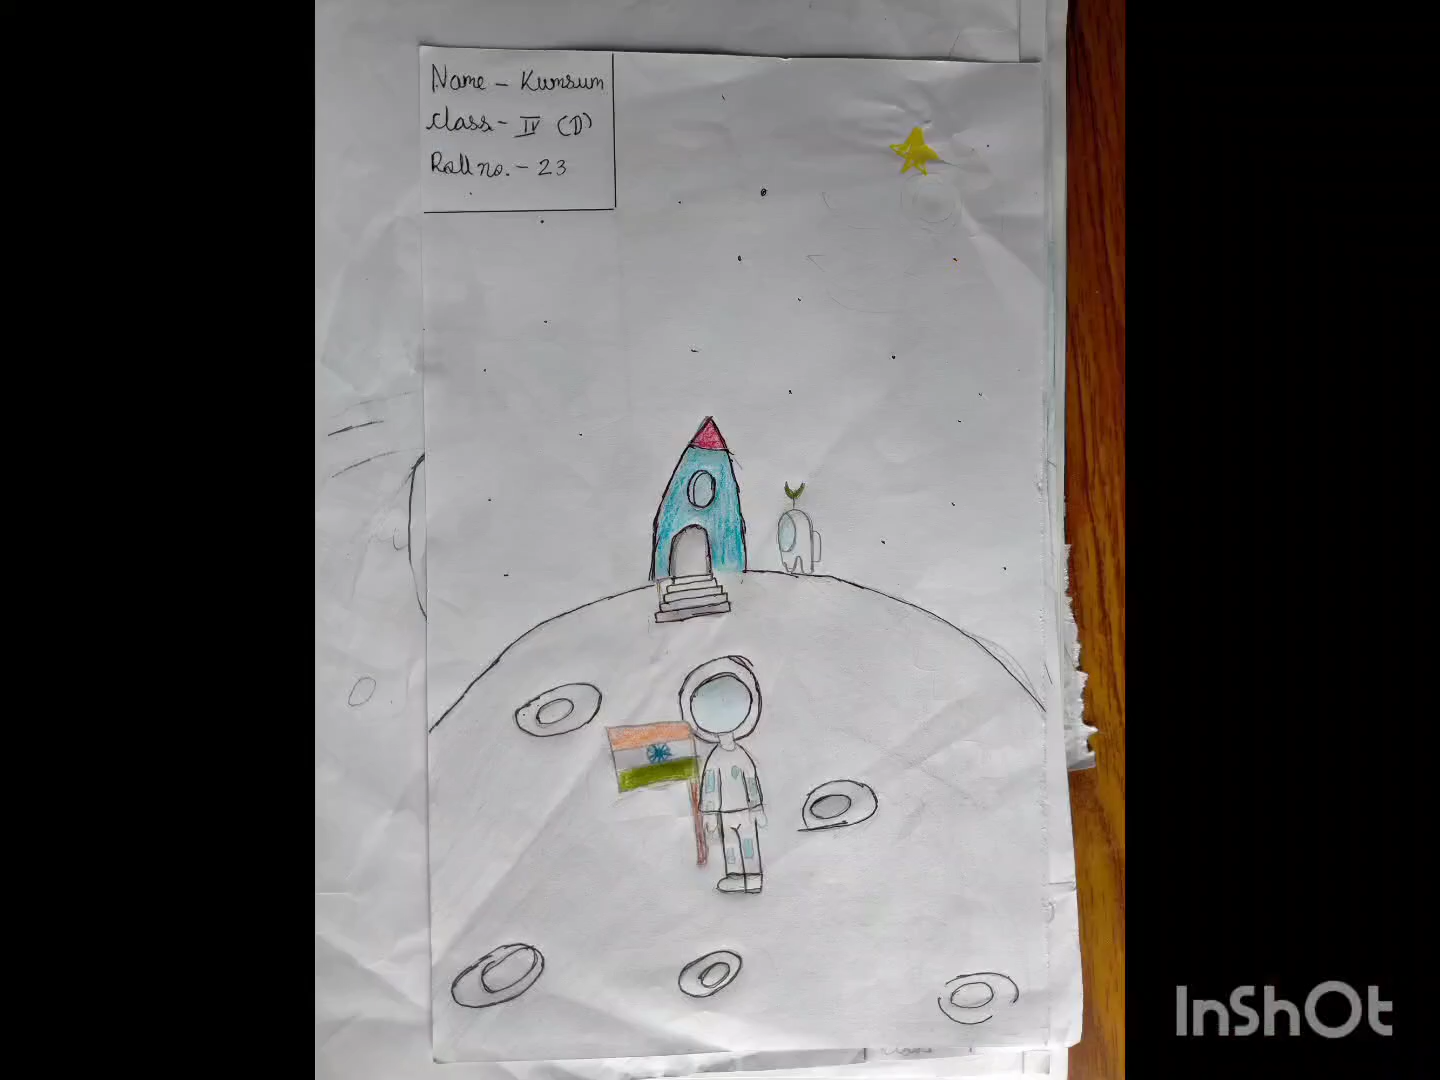 Name - Kumsum
Class - IV (D)
Roll no. - 23
InShOt